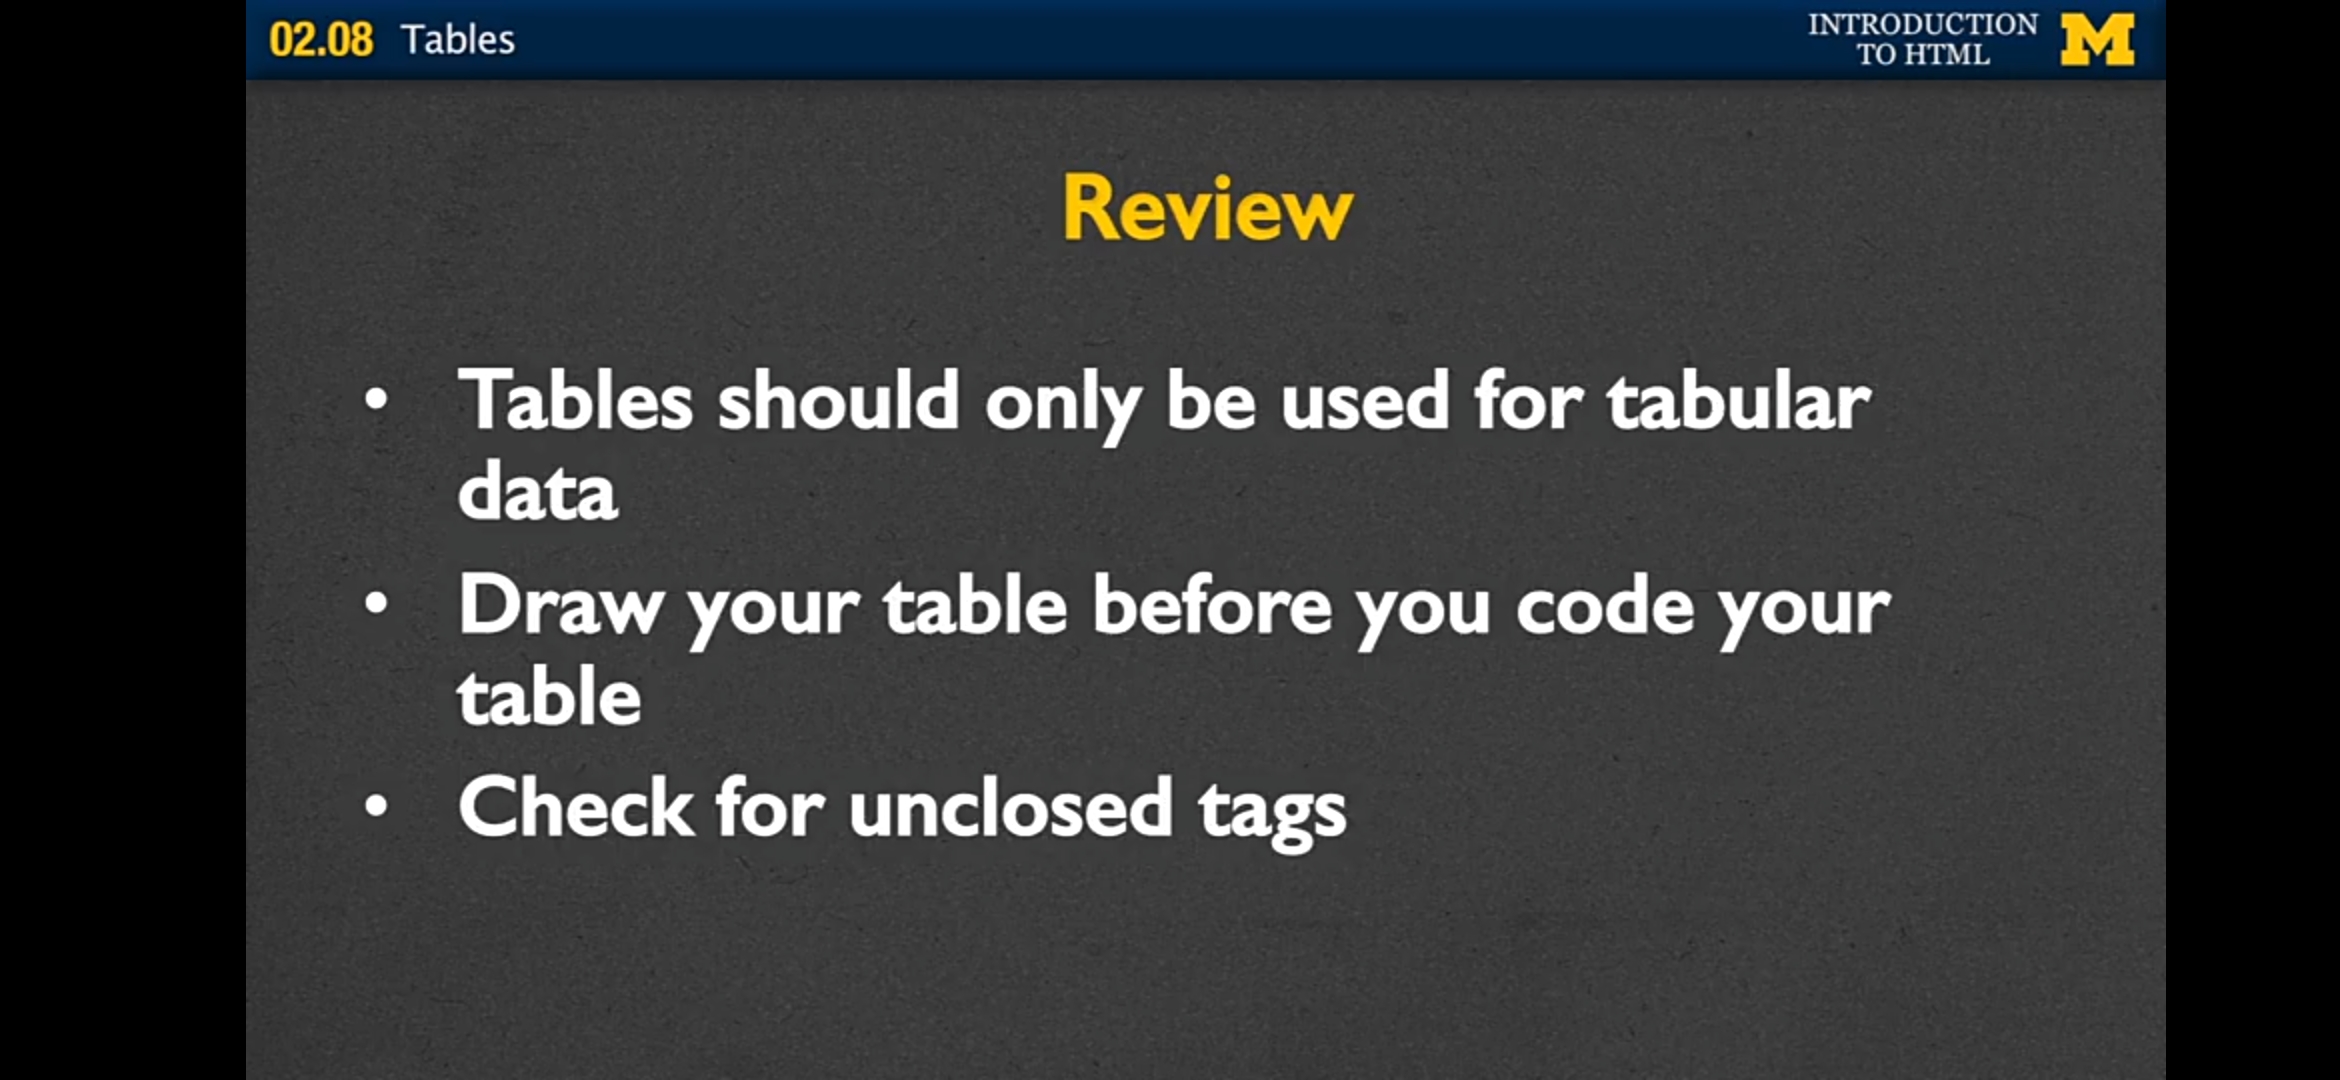 02.08 Tables
INTRODUCTION
TO HTML
M
Review
• Tables should only be used for tabular
data
• Draw your table before you code your
table
• Check for unclosed tags